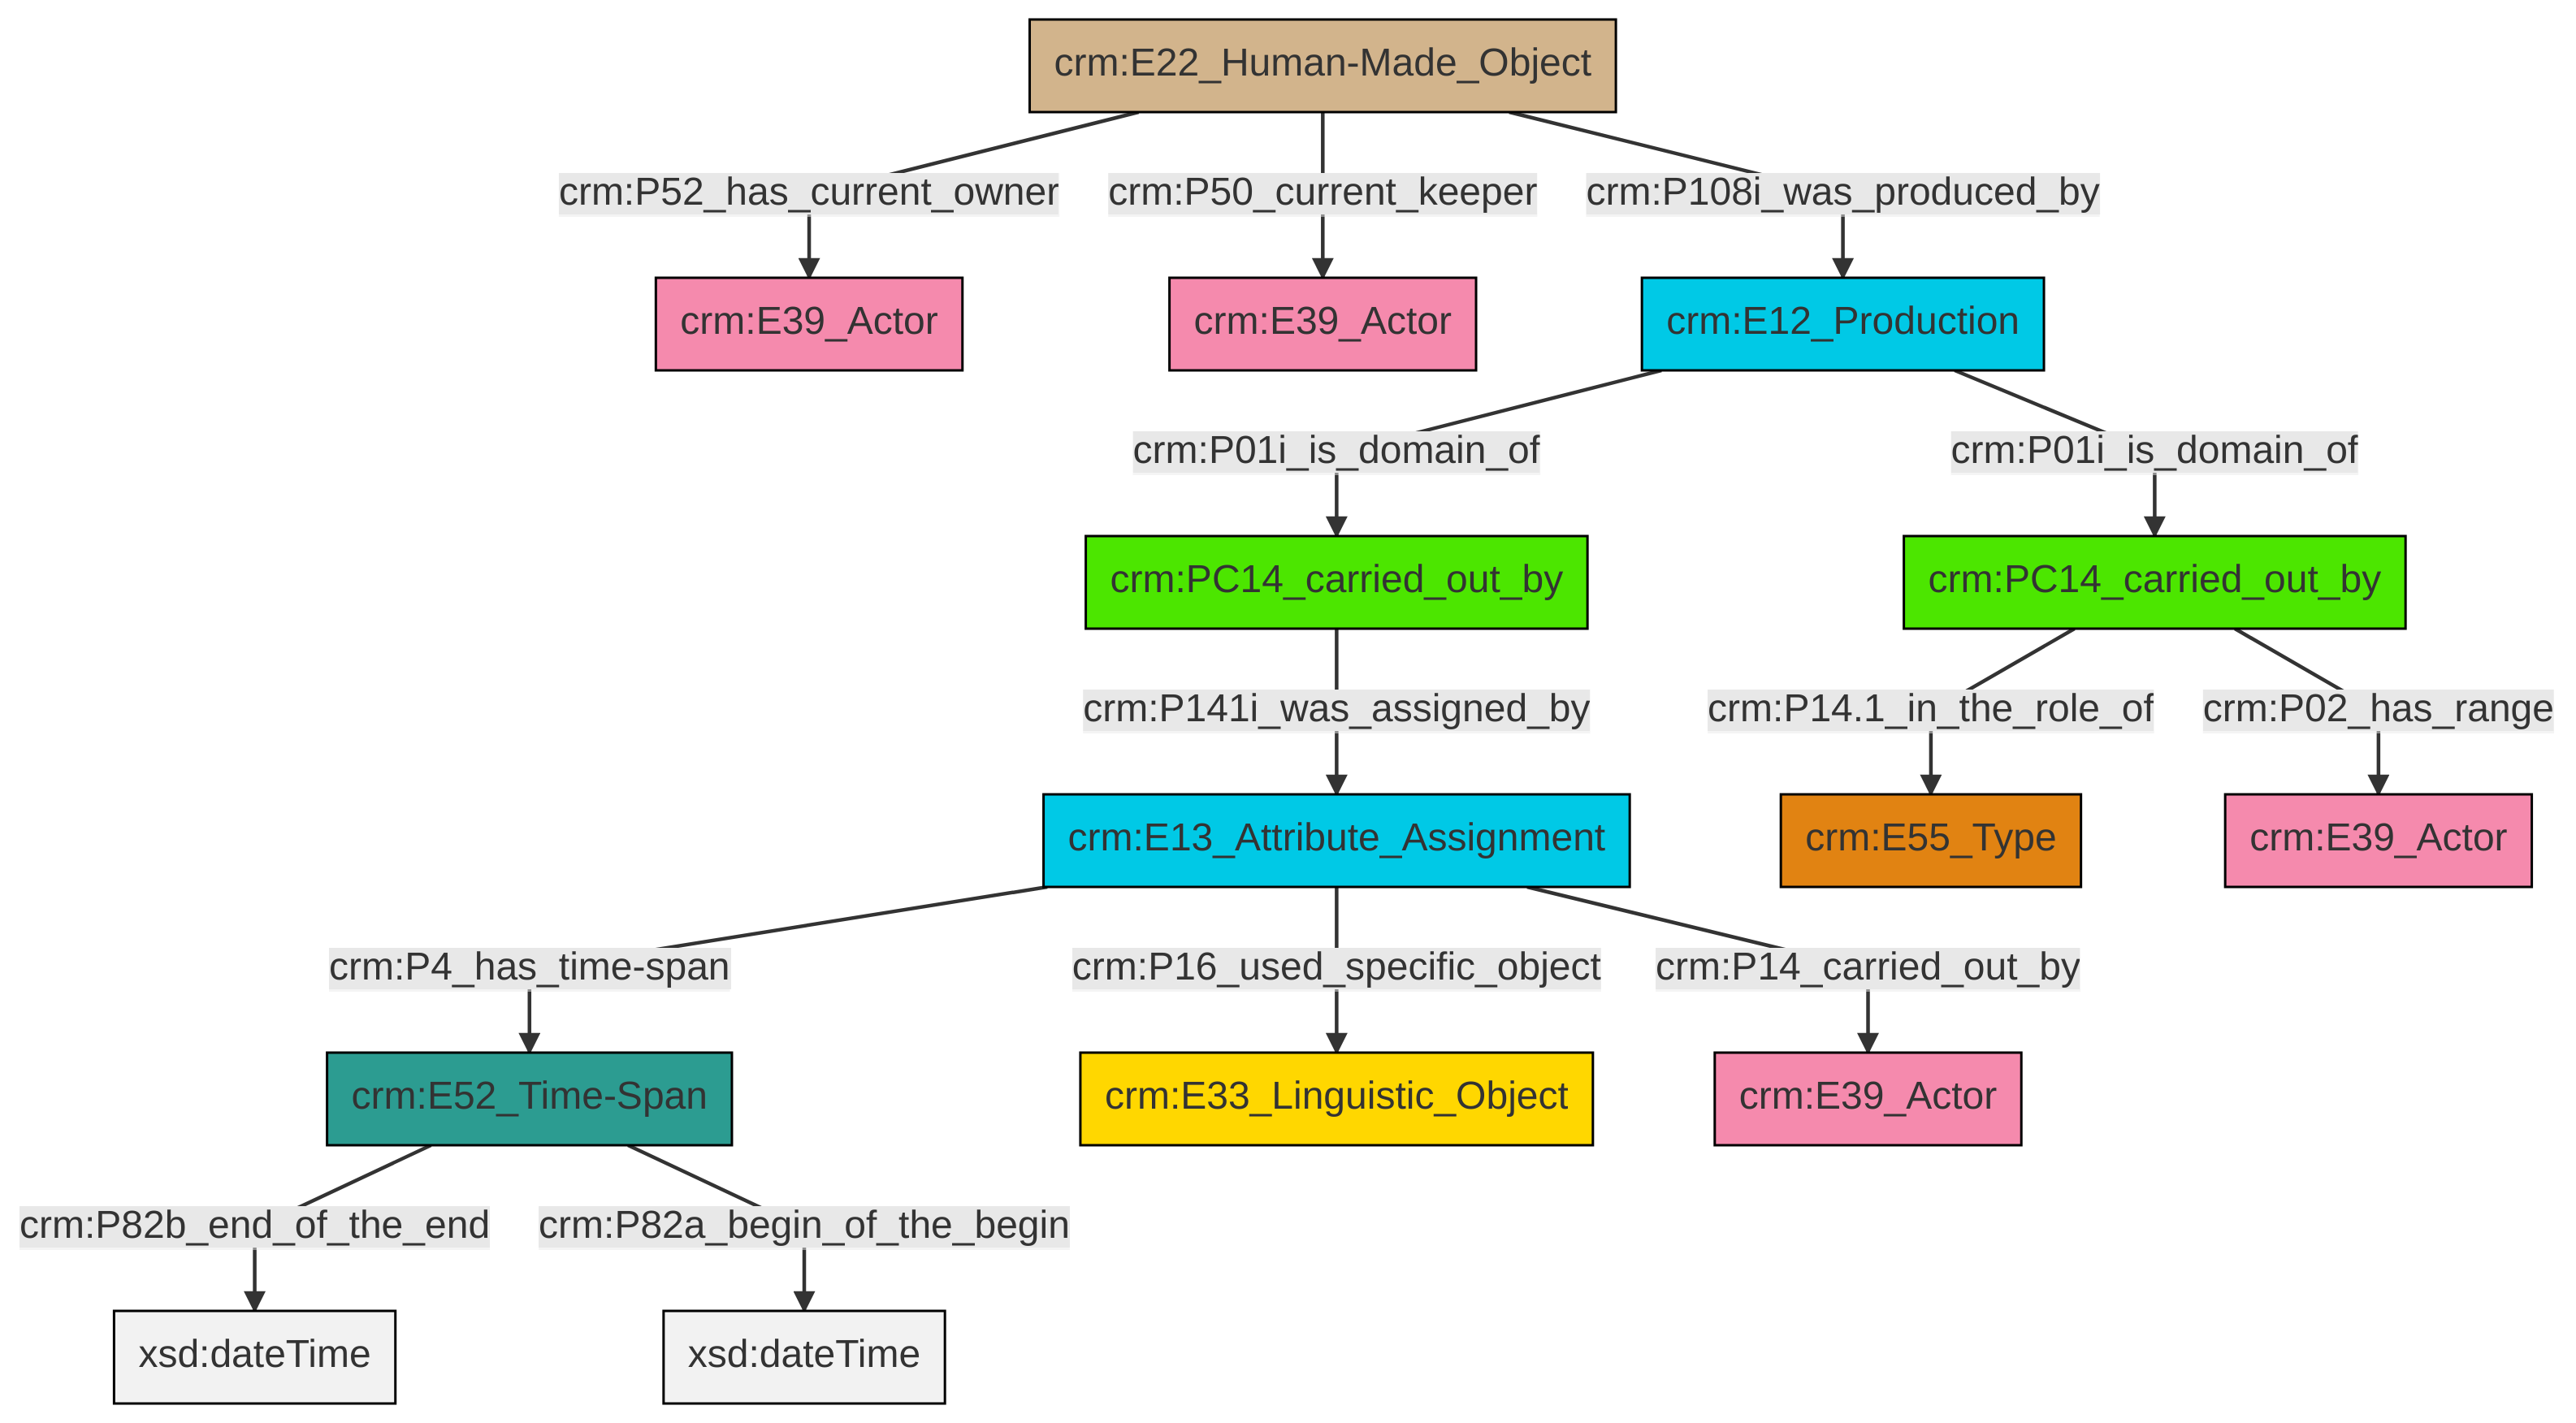 crm:E22_Human-Made_Object
crm:P52_has_current_owner
crm:P50_current_keeper
crm:P108i_was_produced_by
crm:E39_Actor
crm:E39_Actor
crm:E12_Production
crm:P01i_is_domain_of
crm:P01i_is_domain_of
crm:PC14_carried_out_by
crm:PC14_carried_out_by
crm:P141i_was_assigned_by
crm:P14.1_in_the_role_of
crm:P02_has_range
crm:E13_Attribute_Assignment
crm:E55_Type
crm:E39_Actor
crm:P4_has_time-span
crm:P16_used_specific_object
crm:P14_carried_out_by
crm:E52_Time-Span
crm:E33_Linguistic_Object
crm:E39_Actor
crm:P82b_end_of_the_end
crm:P82a_begin_of_the_begin
xsd:dateTime
xsd:dateTime